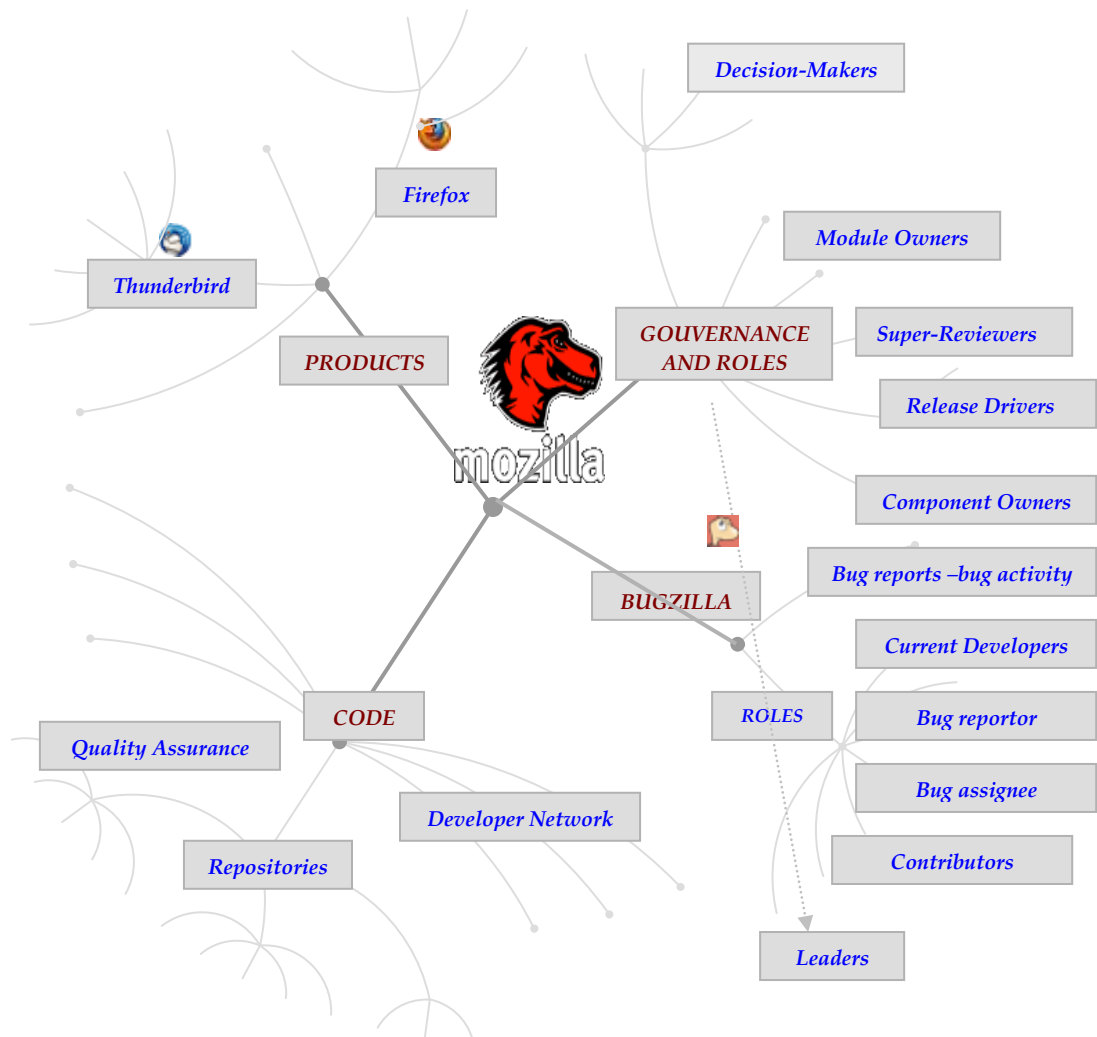 Decision-Makers
Firefox
Module Owners
Thunderbird
GOUVERNANCE
AND ROLES
Super-Reviewers
PRODUCTS
Release Drivers
mozilla
Component Owners
Bug reports –bug activity
BUGZILLA
Current Developers
CODE
ROLES
Bug reportor
Quality Assurance
Bug assignee
Developer Network
Repositories
Contributors
Leaders